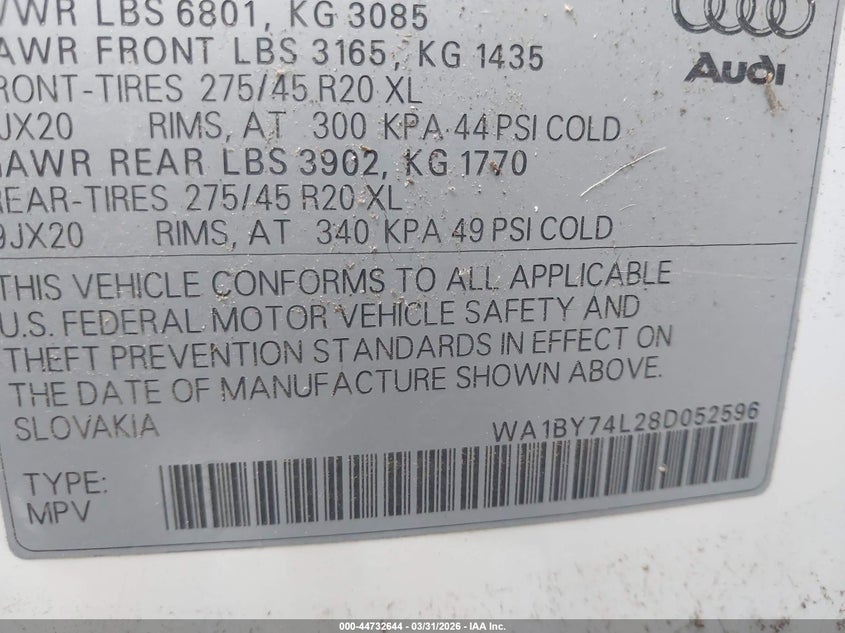 VWR LBS 6801, KG 3085
AWR FRONT LBS 3165, KG 1435
RONT-TIRES 275/45 R20 XL
JX20 RIMS, AT 300 KPA 44 PSI COLD
AWR REAR LBS 3902, KG 1770
REAR-TIRES 275/45 R20 XL
9JX20 RIMS, AT 340 KPA 49 PSI COLD
Audi
THIS VEHICLE CONFORMS TO ALL APPLICABLE
U.S. FEDERAL MOTOR VEHICLE SAFETY AND
THEFT PREVENTION STANDARDS IN EFFECT ON
THE DATE OF MANUFACTURE SHOWN ABOVE.
SLOVAKIA WA1BY74L28D052596
TYPE:
MPV
000-44732644 - 03/31/2026 - IAA Inc.